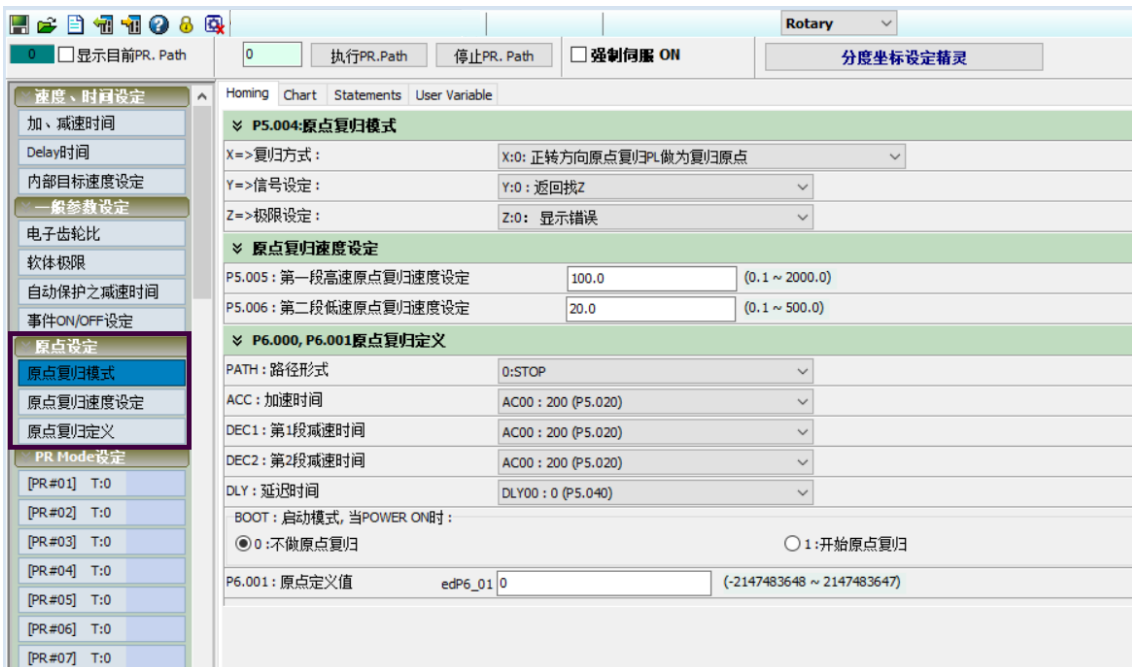 Rotary
0 显示目前PR. Path 0 执行PR.Path 停止PR. Path 强制伺服 ON 分度坐标设定精灵
速度、时间设定
加、减速时间
Delay时间
内部目标速度设定
一般参数设定
电子齿轮比
软体极限
自动保护之减速时间
事件ON/OFF设定
原点设定
原点复归模式
原点复归速度设定
原点复归定义
PR Mode设定
[PR#01] T:0
[PR#02] T:0
[PR#03] T:0
[PR#04] T:0
[PR#05] T:0
[PR#06] T:0
[PR#07] T:0
Homing Chart Statements User Variable
P5.004:原点复归模式
X=>复归方式: X:0: 正转方向原点复归PL做为复归原点
Y=>信号设定: Y:0 : 返回找Z
Z=>极限设定: Z:0: 显示错误
原点复归速度设定
P5.005 : 第一段高速原点复归速度设定 100.0 (0.1 ~ 2000.0)
P5.006 : 第二段低速原点复归速度设定 20.0 (0.1 ~ 500.0)
P6.000, P6.001原点复归定义
PATH : 路径形式 0:STOP
ACC : 加速时间 AC00 : 200 (P5.020)
DEC1 : 第1段减速时间 AC00 : 200 (P5.020)
DEC2 : 第2段减速时间 AC00 : 200 (P5.020)
DLY : 延迟时间 DLY00 : 0 (P5.040)
BOOT : 启动模式, 当POWER ON时 :
0 :不做原点复归 1 :开始原点复归
P6.001 : 原点定义值 edP6_01 0 (-2147483648 ~ 2147483647)